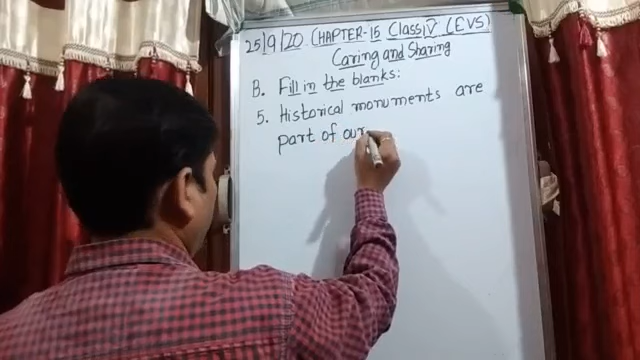 25/9/20 CHAPTER-15 Class V (EVS)
Caring and Sharing
B. Fill in the blanks:
5. Historical monuments are
part of our